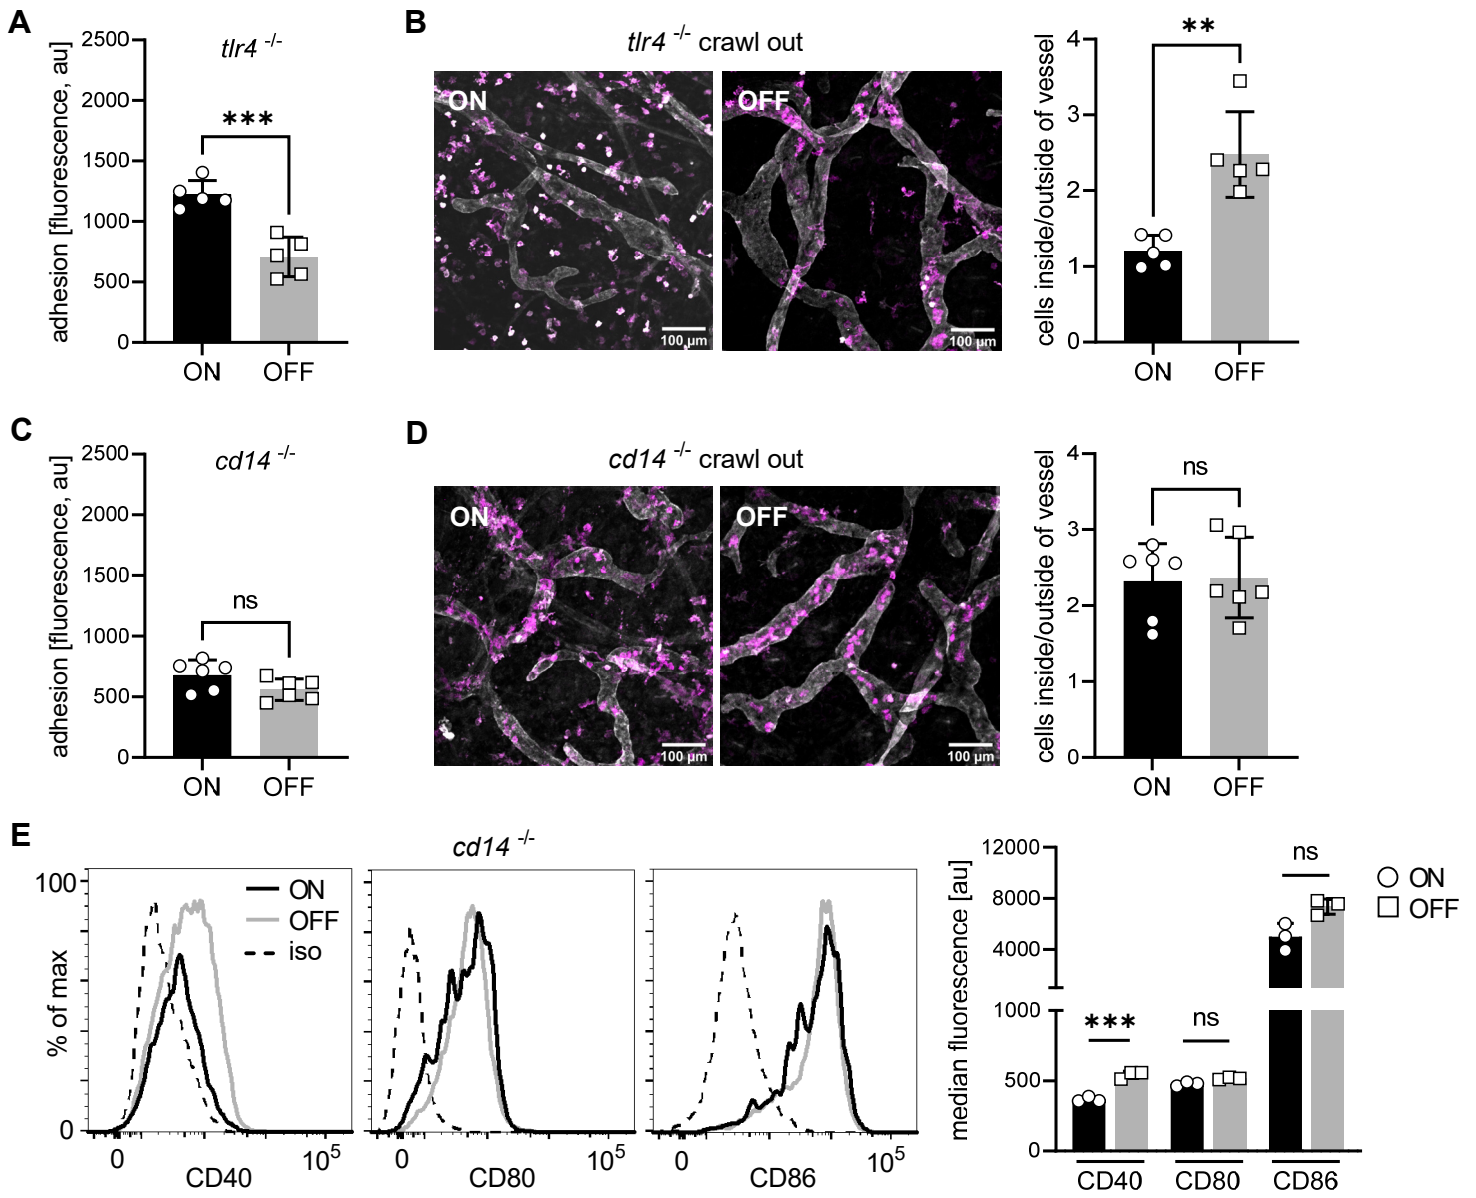 A
adhesion [fluorescence, au]
2500
2000
1500
1000
500
0
tlr4 -/-
***
ON
OFF
B
tlr4 -/- crawl out
ON
100 µm
OFF
100 µm
cells inside/outside of vessel
4
3
2
1
0
**
ON
OFF
C
adhesion [fluorescence, au]
2500
2000
1500
1000
500
0
cd14 -/-
ns
ON
OFF
D
cd14 -/- crawl out
ON
100 µm
OFF
100 µm
cells inside/outside of vessel
4
3
2
1
0
ns
ON
OFF
E
cd14 -/-
% of max
100
0
ON
OFF
iso
0 10^5
CD40
0 10^5
CD80
0 10^5
CD86
median fluorescence [au]
12000
8000
4000
1000
500
0
***
ns
ns
CD40 CD80 CD86
ON
OFF